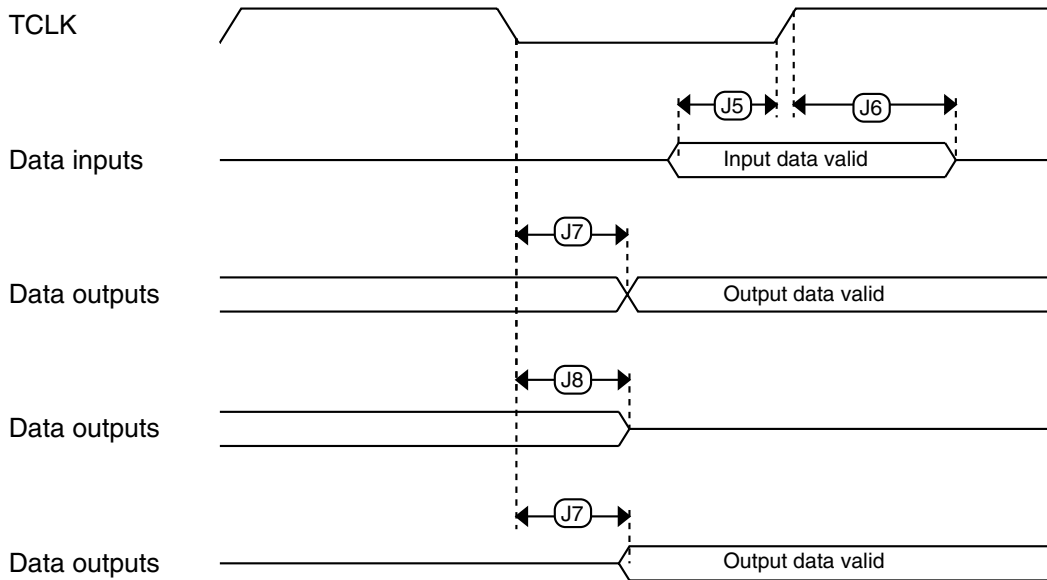 TCLK
J5
J6
Data inputs
Input data valid
J7
Data outputs
Output data valid
J8
Data outputs
J7
Data outputs
Output data valid